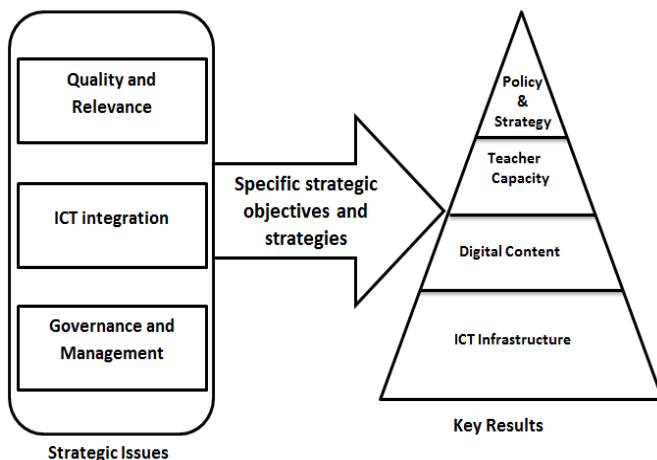 Quality and
Relevance
ICT integration
Governance and
Management
Strategic Issues
Specific strategic
objectives and
strategies
Policy
&
Strategy
Teacher
Capacity
Digital Content
ICT Infrastructure
Key Results